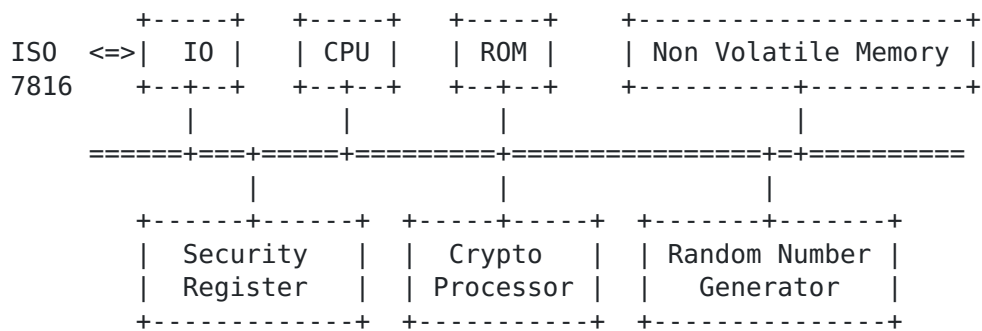 ISO <=> IO CPU ROM Non Volatile Memory
7816
Security Crypto Random Number
Register Processor Generator